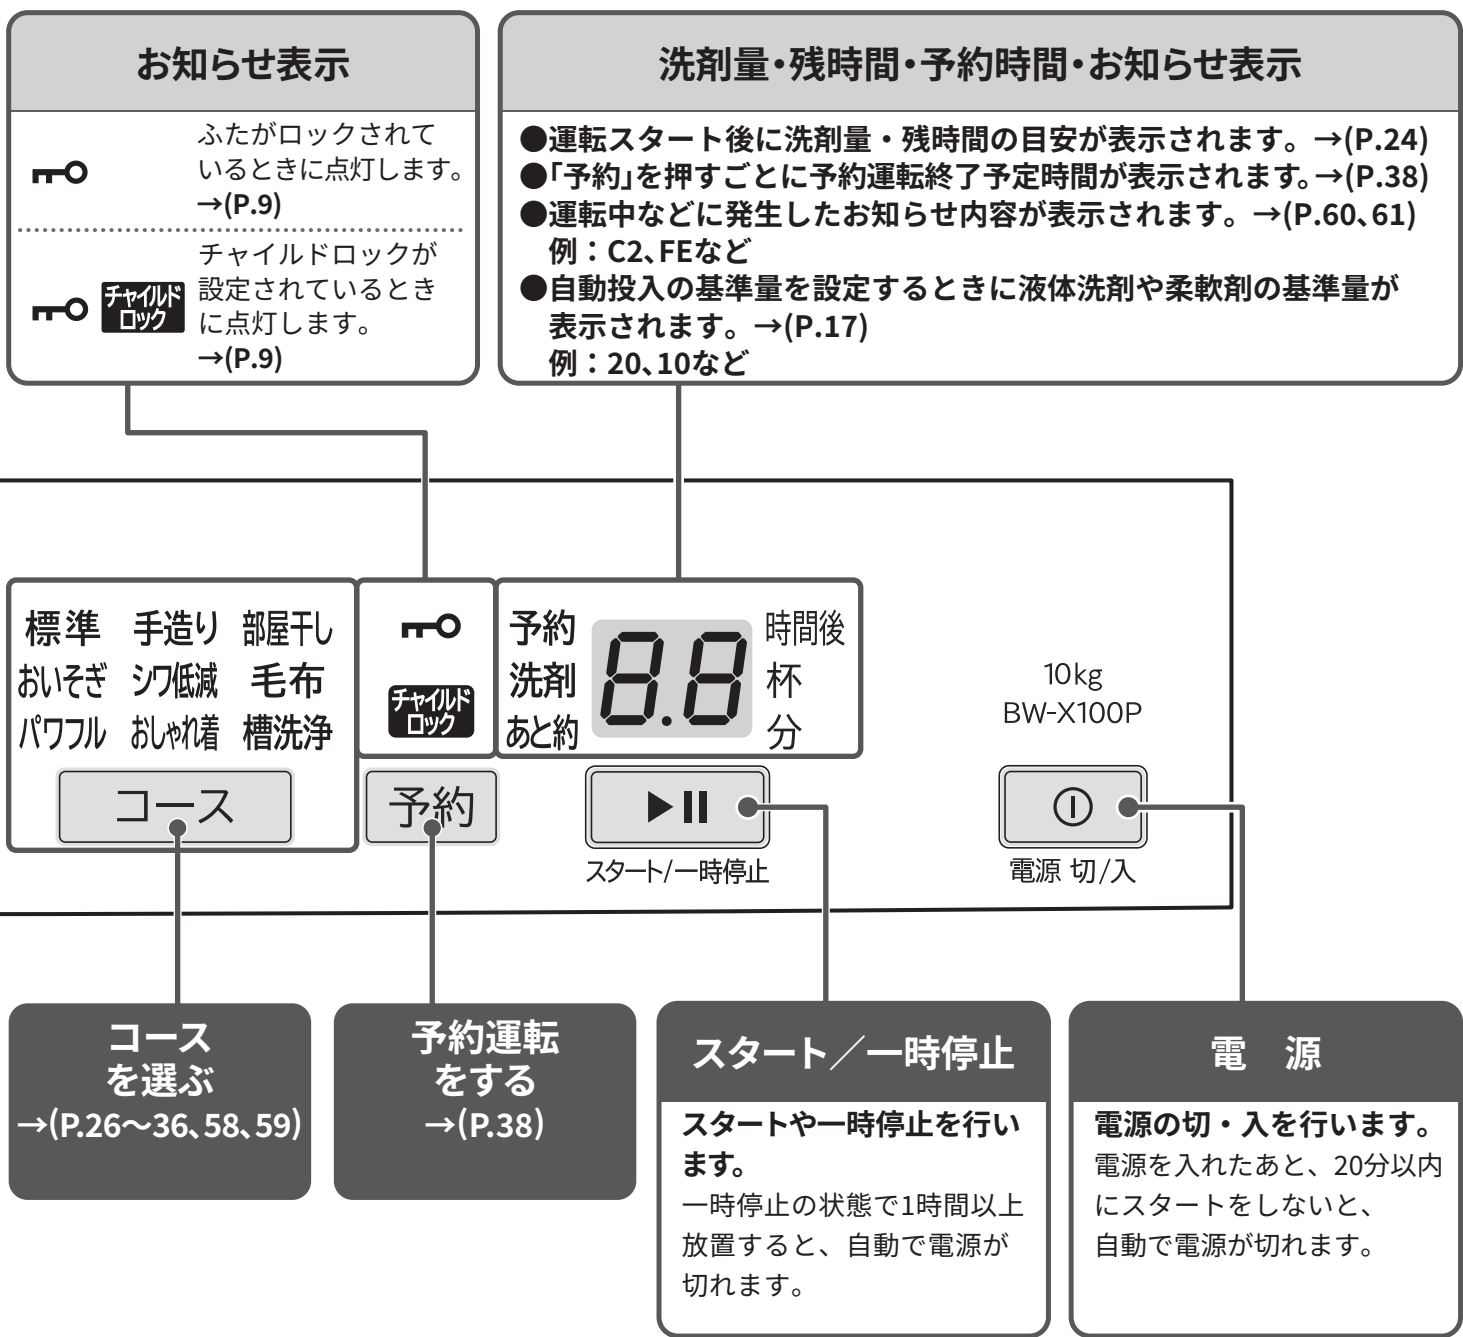 お知らせ表示
ふたがロックされて
いるときに点灯します。
→(P.9)
チャイルド
ロック
チャイルドロックが
設定されているとき
に点灯します。
→(P.9)
洗剤量・残時間・予約時間・お知らせ表示
●運転スタート後に洗剤量・残時間の目安が表示されます。→(P.24)
●「予約」を押すごとに予約運転終了予定時間が表示されます。→(P.38)
●運転中などに発生したお知らせ内容が表示されます。→(P.60、61)
例：C2、FEなど
●自動投入の基準量を設定するときに液体洗剤や柔軟剤の基準量が
表示されます。→(P.17)
例：20、10など
標準 手造り 部屋干し
おいそぎ シワ低減 毛布
パワフル おしゃれ着 槽洗浄
コース
チャイルド
ロック
予約
予約 時間後
洗剤 8.8 杯
あと約 分
▶II
スタート/一時停止
10kg
BW-X100P
電源 切/入
コース
を選ぶ
→(P.26～36、58、59)
予約運転
をする
→(P.38)
スタート／一時停止
スタートや一時停止を行い
ます。
一時停止の状態で1時間以上
放置すると、自動で電源が
切れます。
電　源
電源の切・入を行います。
電源を入れたあと、20分以内
にスタートをしないと、
自動で電源が切れます。